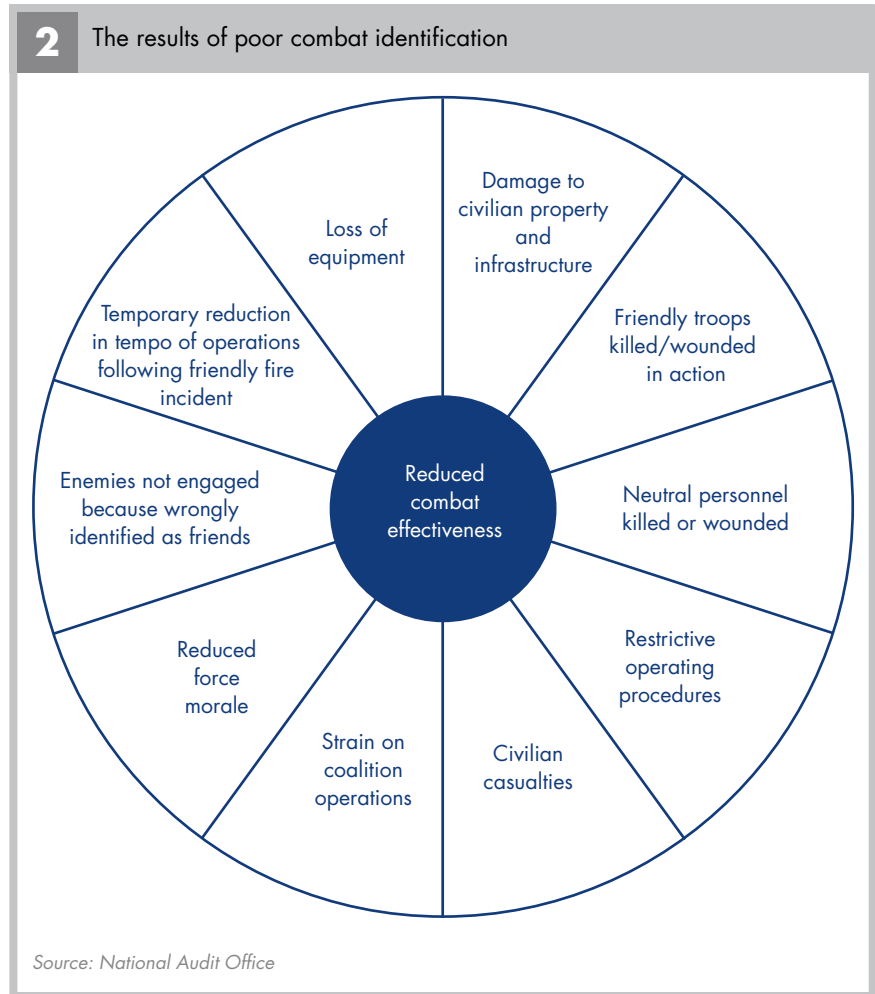 2
The results of poor combat identification
Damage to
civilian property
and
infrastructure
Friendly troops
killed/wounded
in action
Neutral personnel
killed or wounded
Restrictive
operating
procedures
Civilian
casualties
Strain on
coalition
operations
Reduced
force
morale
Enemies not engaged
because wrongly
identified as friends
Temporary reduction
in tempo of operations
following friendly fire
incident
Loss of
equipment
Reduced
combat
effectiveness
Source: National Audit Office